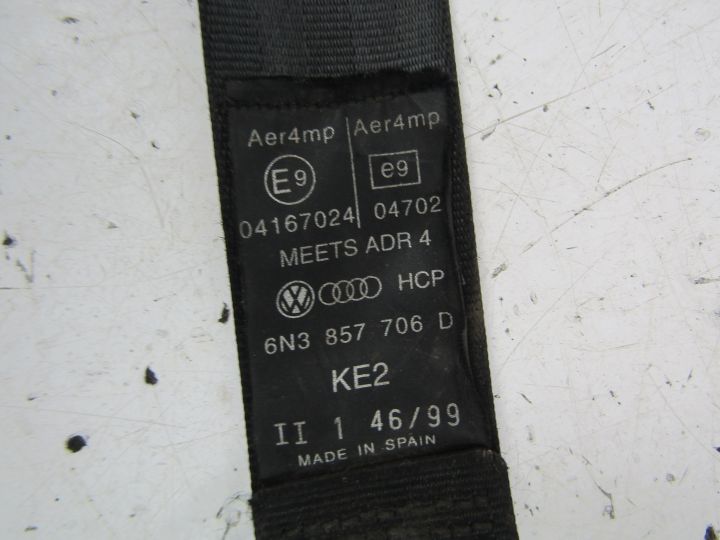 Aer4mp Aer4mp
E9 e9
04167024 04702
MEETS ADR 4
VW HCP
6N3 857 706 D
KE2
II 1 46/99
MADE IN SPAIN